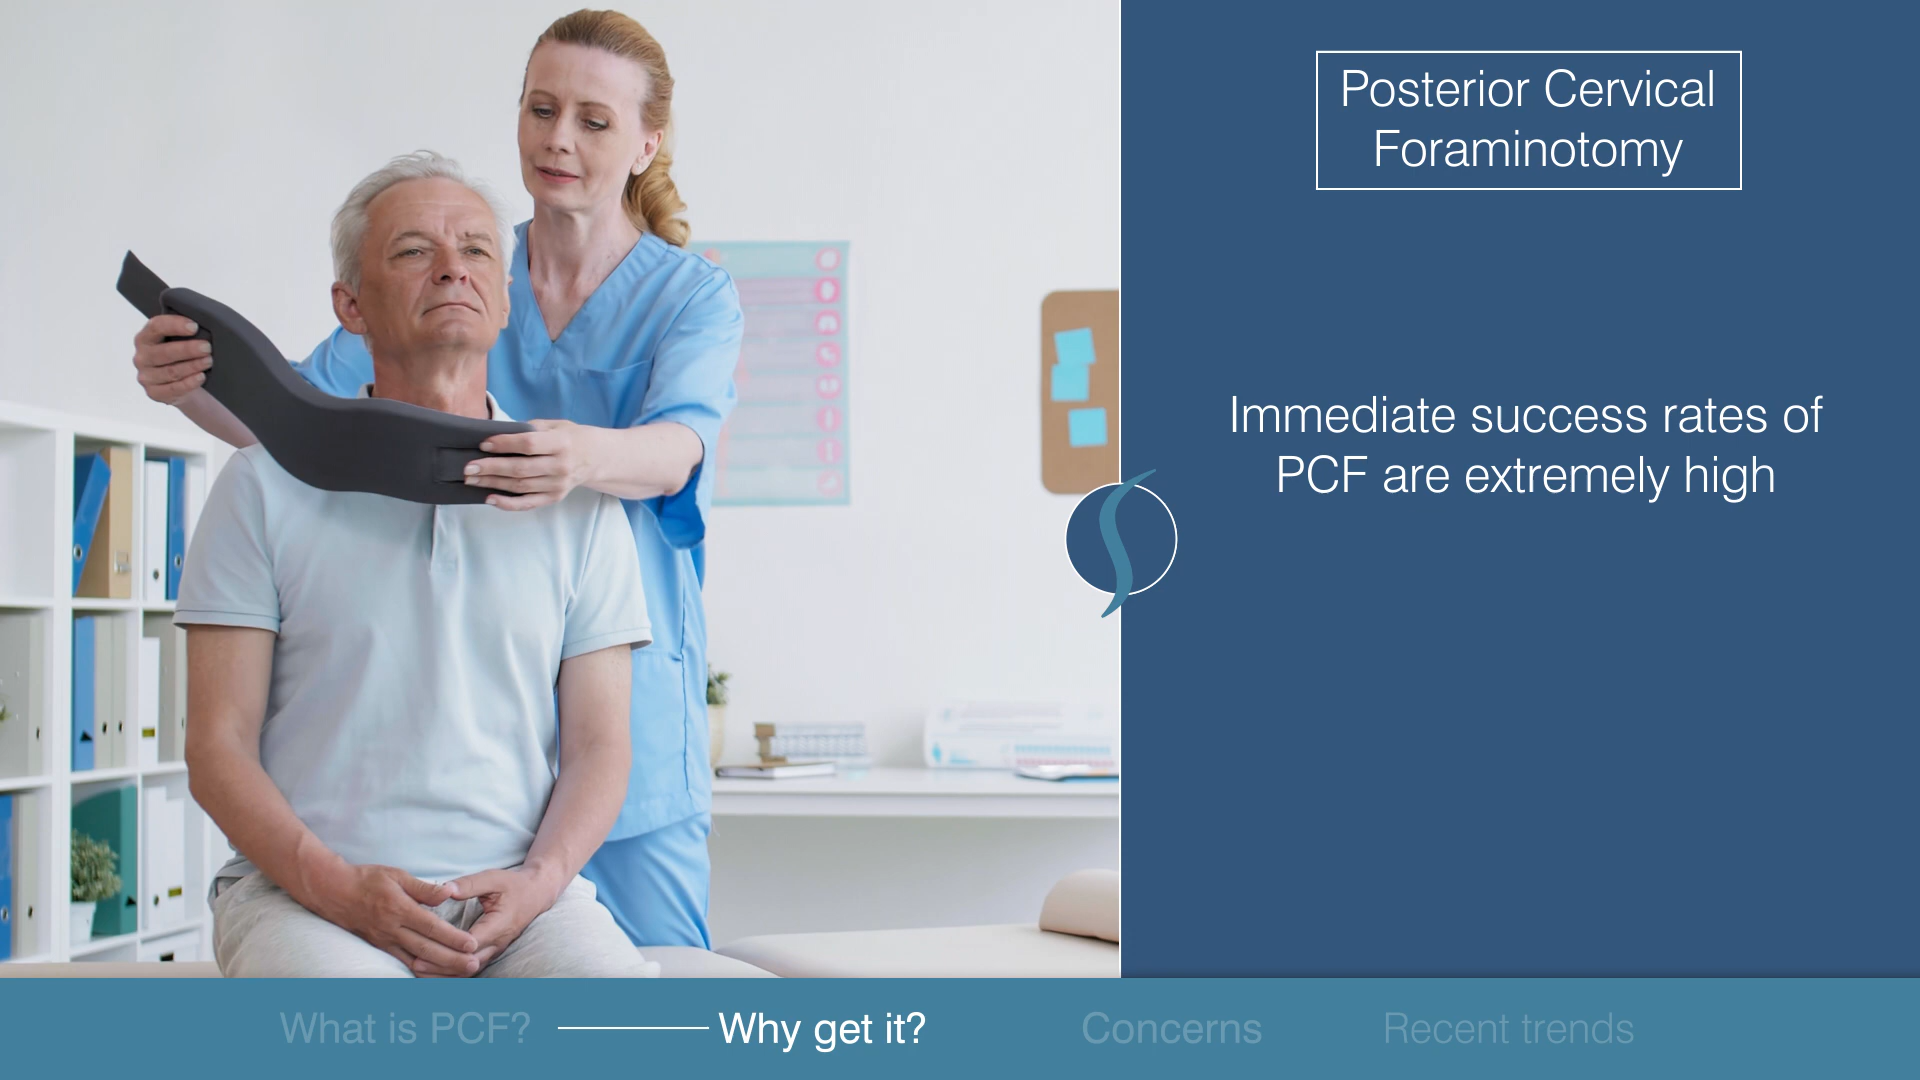 Posterior Cervical
Foraminotomy
Immediate success rates of
PCF are extremely high
What is PCF?
Why get it?
Concerns
Recent trends